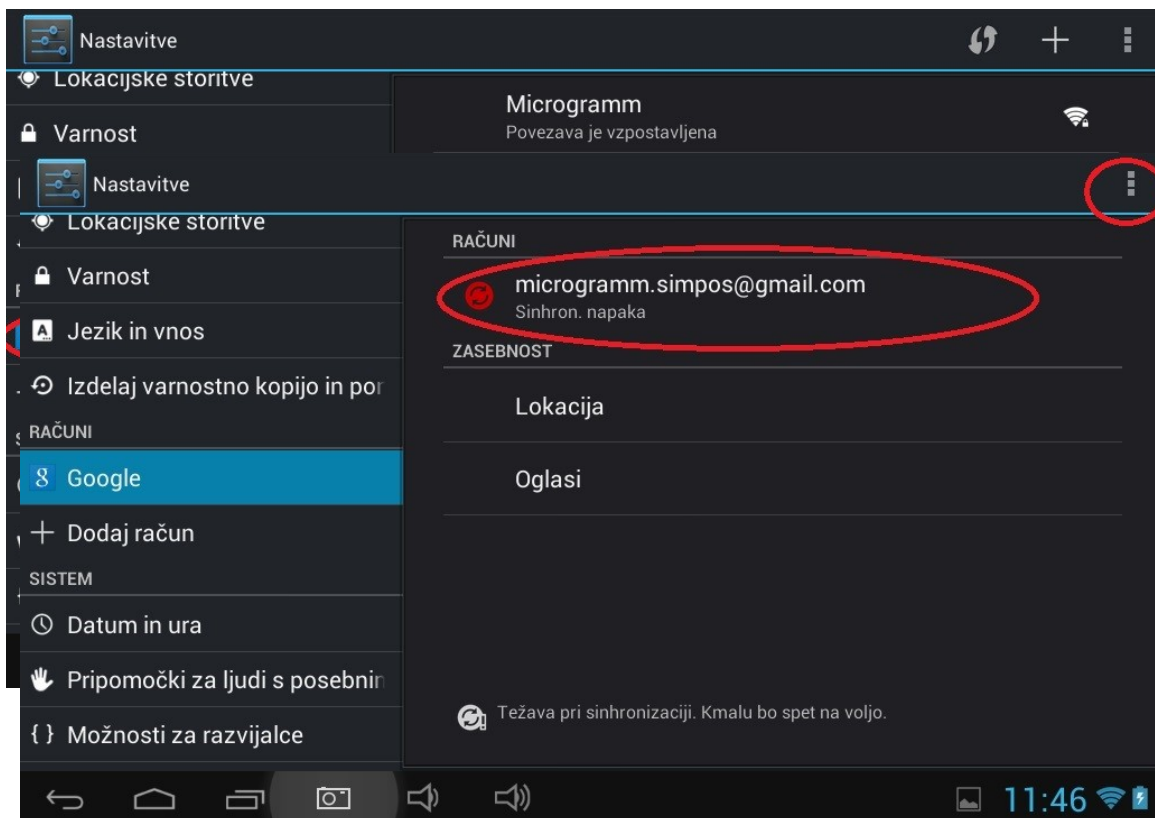 Nastavitve
Lokacijske storitve
Varnost
Microgramm
Povezava je vzpostavljena
Nastavitve
Lokacijske storitve
Varnost
Jezik in vnos
Izdelaj varnostno kopijo in por
RAČUNI
Google
Dodaj račun
SISTEM
Datum in ura
Pripomočki za ljudi s posebnin
{ } Možnosti za razvijalce
RAČUNI
microgramm.simpos@gmail.com
Sinhron. napaka
ZASEBNOST
Lokacija
Oglasi
Težava pri sinhronizaciji. Kmalu bo spet na voljo.
11:46